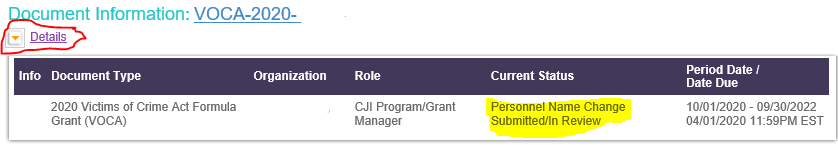 Document Information: VOCA-2020-
Details
Info Document Type Organization Role Current Status Period Date /
Date Due
2020 Victims of Crime Act Formula CJI Program/Grant Personnel Name Change 10/01/2020 - 09/30/2022
Grant (VOCA) Manager Submitted/In Review 04/01/2020 11:59PM EST